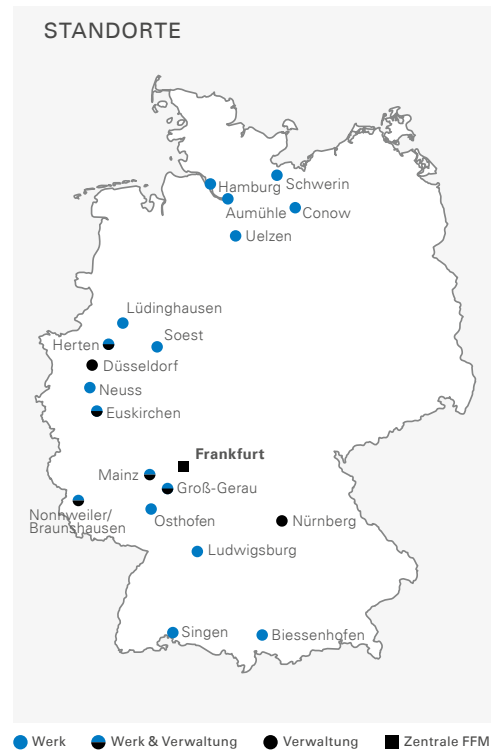 STANDORTE
Hamburg
Schwerin
Aumühle
Conow
Uelzen
Lüdinghausen
Soest
Herten
Düsseldorf
Neuss
Euskirchen
Frankfurt
Mainz
Groß-Gerau
Nonnweiler/
Braunshausen
Osthofen
Nürnberg
Ludwigsburg
Singen
Biessenhofen
Werk
Werk & Verwaltung
Verwaltung
Zentrale FFM